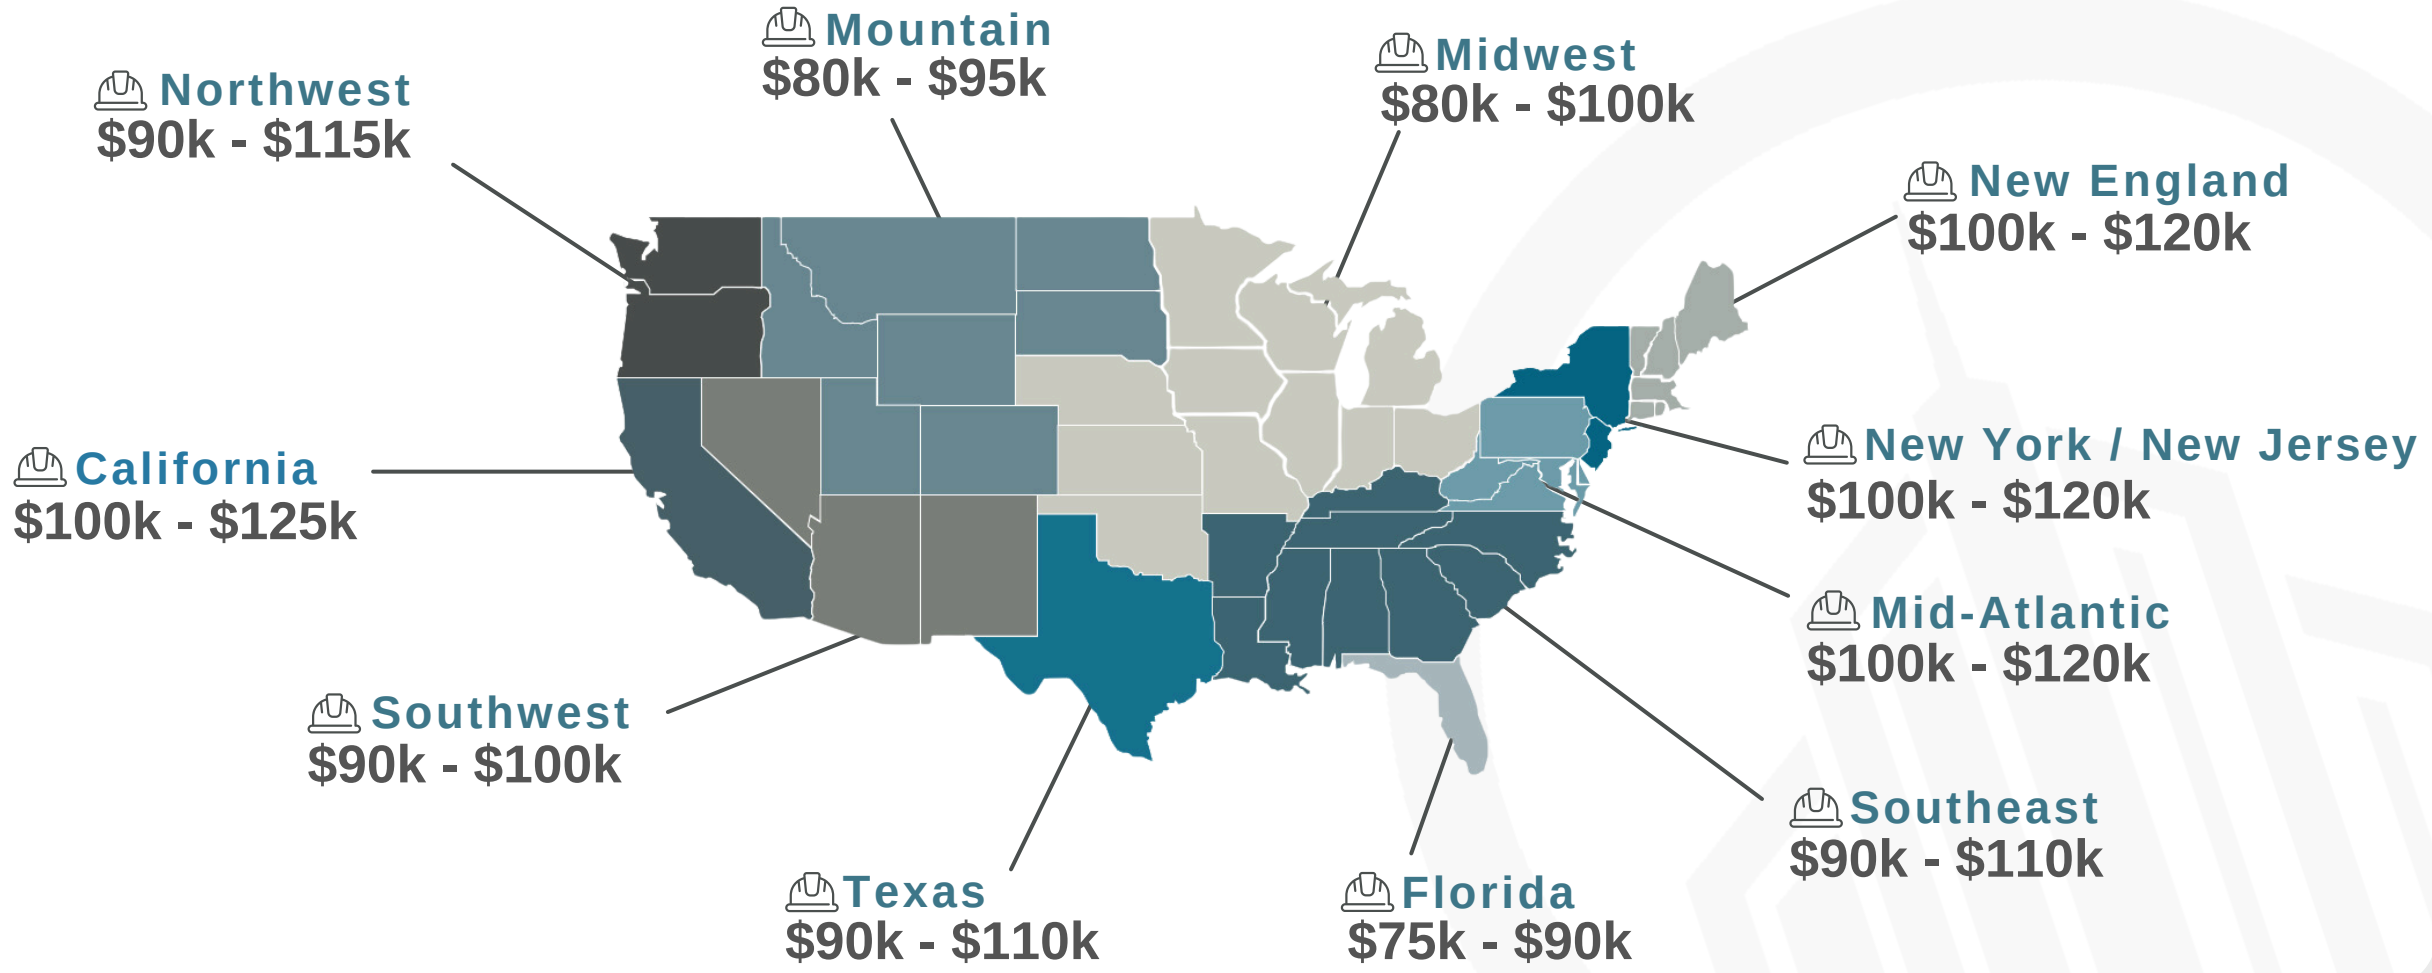 Mountain
$80k - $95k
Midwest
$80k - $100k
Northwest
$90k - $115k
New England
$100k - $120k
California
$100k - $125k
New York / New Jersey
$100k - $120k
Mid-Atlantic
$100k - $120k
Southwest
$90k - $100k
Southeast
$90k - $110k
Texas
$90k - $110k
Florida
$75k - $90k